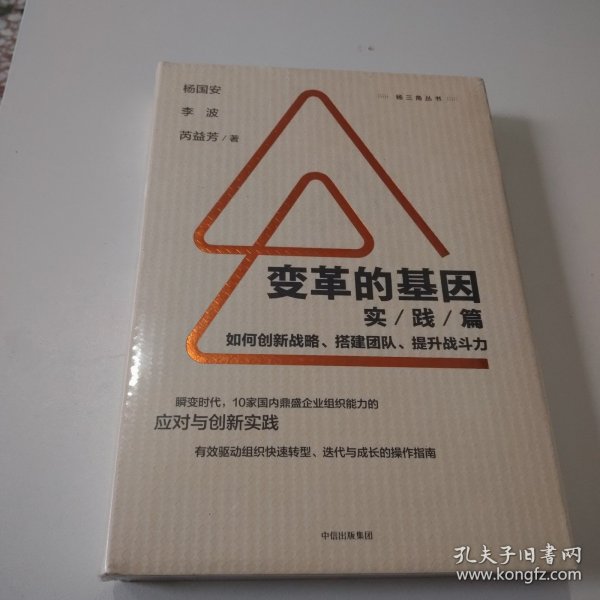 杨国安
李 波
芮益芳/著
杨三角丛书
变革的基因
实/践/篇
如何创新战略、搭建团队、提升战斗力
瞬变时代，10家国内鼎盛企业组织能力的
应对与创新实践
有效驱动组织快速转型、迭代与成长的操作指南
中信出版集团
孔夫子旧书网
www.kongfz.com